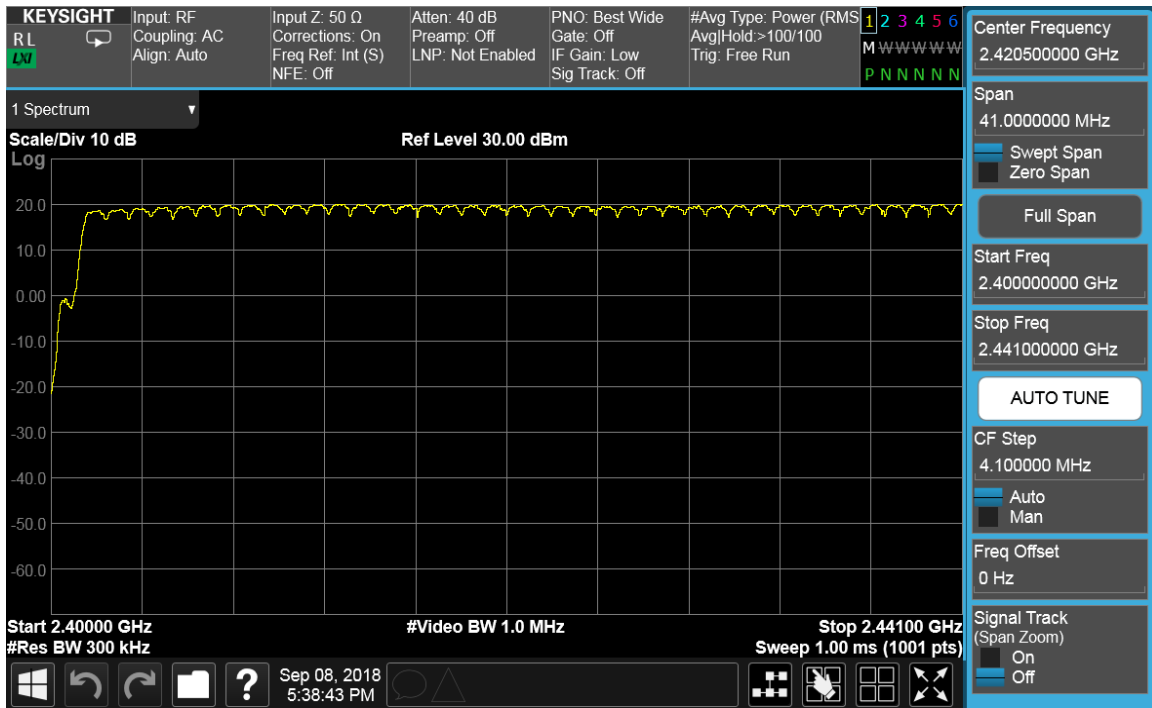 KEYSIGHT
RL
LXI
Input: RF
Coupling: AC
Align: Auto
Input Z: 50 Ω
Corrections: On
Freq Ref: Int (S)
NFE: Off
Atten: 40 dB
Preamp: Off
LNP: Not Enabled
PNO: Best Wide
Gate: Off
IF Gain: Low
Sig Track: Off
#Avg Type: Power (RMS
Avg|Hold:>100/100
Trig: Free Run
1 2 3 4 5 6
M W W W W W
P N N N N N
1 Spectrum
Scale/Div 10 dB
Ref Level 30.00 dBm
Log
20.0
10.0
0.00
-10.0
-20.0
-30.0
-40.0
-50.0
-60.0
Start 2.40000 GHz
#Video BW 1.0 MHz
Stop 2.44100 GHz
#Res BW 300 kHz
Sweep 1.00 ms (1001 pts)
?
Sep 08, 2018
5:38:43 PM
Center Frequency
2.420500000 GHz
Span
41.0000000 MHz
Swept Span
Zero Span
Full Span
Start Freq
2.400000000 GHz
Stop Freq
2.441000000 GHz
AUTO TUNE
CF Step
4.100000 MHz
Auto
Man
Freq Offset
0 Hz
Signal Track
(Span Zoom)
On
Off